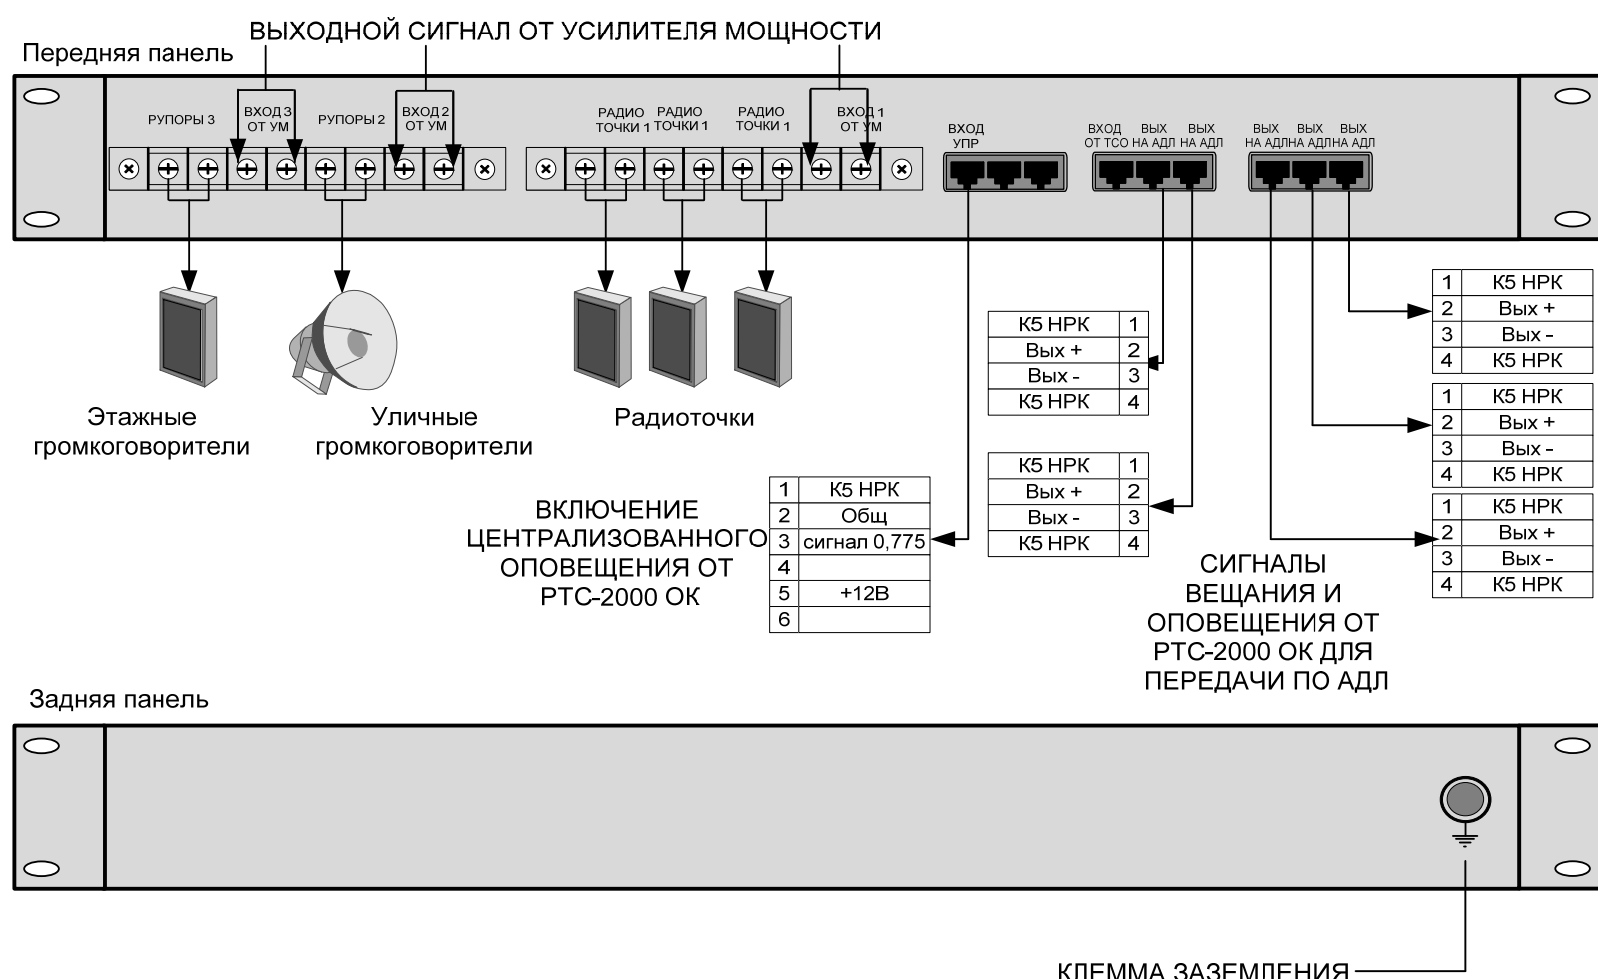 ВЫХОДНОЙ СИГНАЛ ОТ УСИЛИТЕЛЯ МОЩНОСТИ
Передняя панель
РУПОРЫ 3
ВХОД 3
ОТ УМ
РУПОРЫ 2
ВХОД 2
ОТ УМ
РАДИО
ТОЧКИ 1
РАДИО
ТОЧКИ 1
РАДИО
ТОЧКИ 1
ВХОД 1
ОТ УМ
ВХОД
УПР
ВХОД
ОТ ТСО
ВЫХ
НА АДЛ
ВЫХ
НА АДЛ
ВЫХ
НА АДЛ
ВЫХ
НА АДЛ
ВЫХ
НА АДЛ
Этажные
громкоговорители
Уличные
громкоговорители
Радиоточки
К5 НРК 1
Вых + 2
Вых - 3
К5 НРК 4
К5 НРК 1
Вых + 2
Вых - 3
К5 НРК 4
1 К5 НРК
2 Вых +
3 Вых -
4 К5 НРК
1 К5 НРК
2 Вых +
3 Вых -
4 К5 НРК
1 К5 НРК
2 Вых +
3 Вых -
4 К5 НРК
ВКЛЮЧЕНИЕ
ЦЕНТРАЛИЗОВАННОГО
ОПОВЕЩЕНИЯ ОТ
РТС-2000 ОК
1 К5 НРК
2 Общ
3 сигнал 0,775
4
5 +12В
6
СИГНАЛЫ
ВЕЩАНИЯ И
ОПОВЕЩЕНИЯ ОТ
РТС-2000 ОК ДЛЯ
ПЕРЕДАЧИ ПО АДЛ
Задняя панель
КЛЕММА ЗАЗЕМЛЕНИЯ